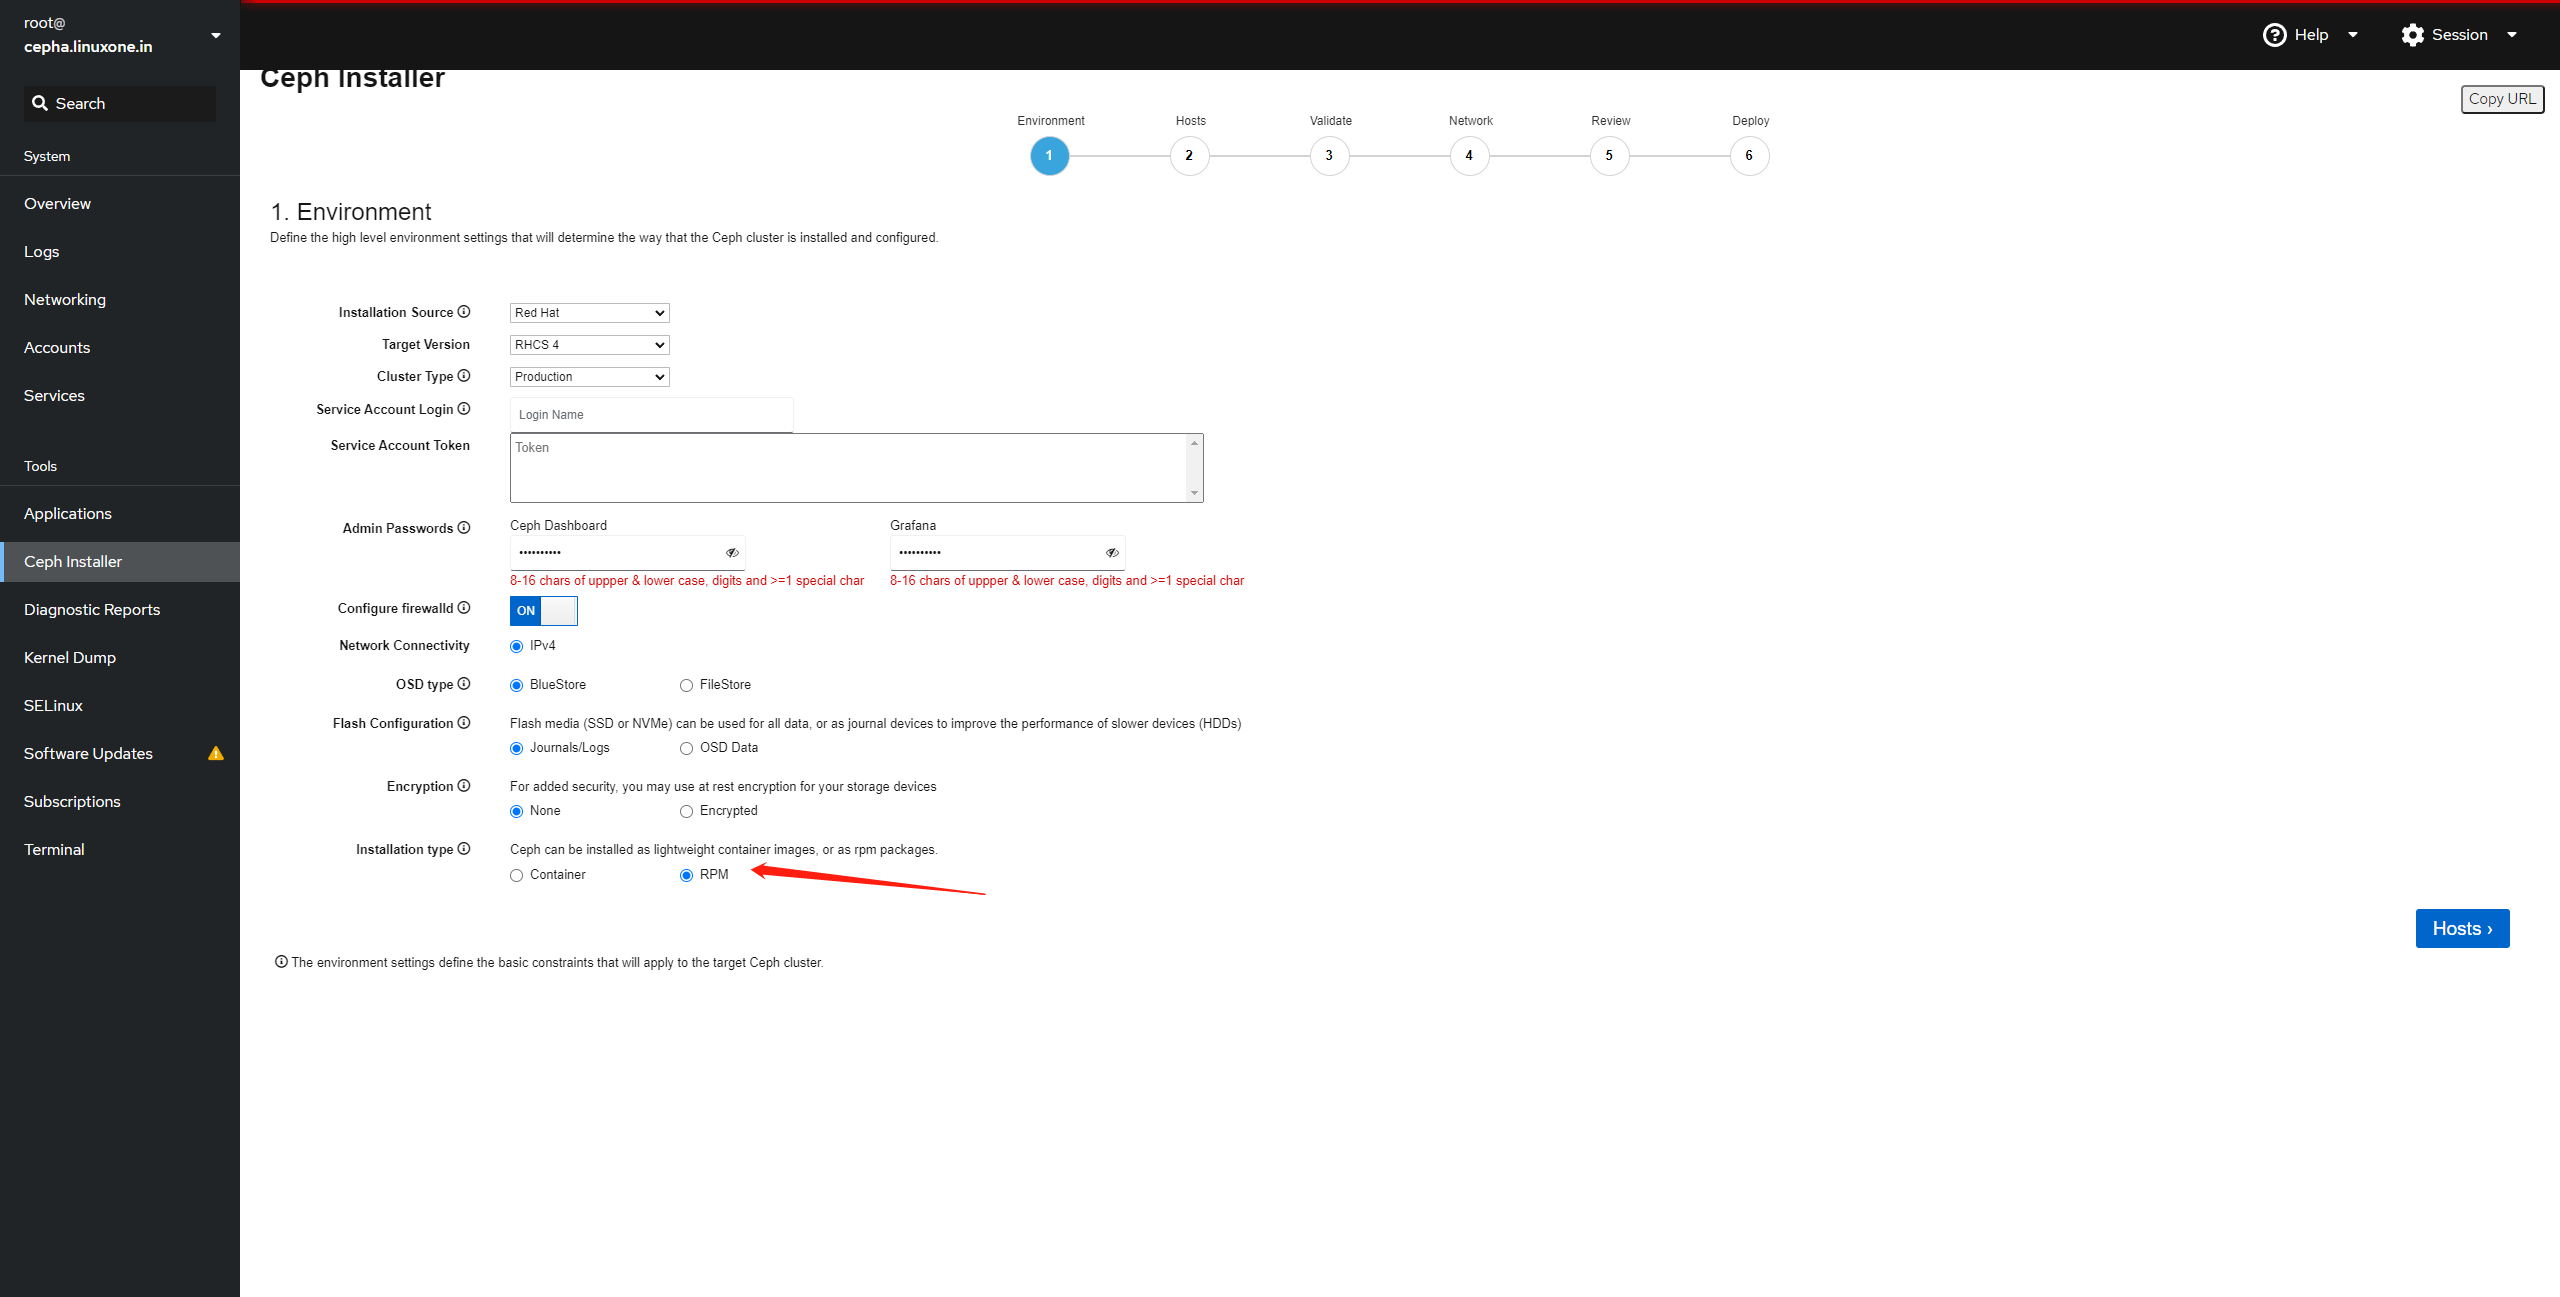 root@
cepha.linuxone.in
Search
System
Overview
Logs
Networking
Accounts
Services
Tools
Applications
Ceph Installer
Diagnostic Reports
Kernel Dump
SELinux
Software Updates
Subscriptions
Terminal
Help
Session
Ceph Installer
Copy URL
Environment Hosts Validate Network Review Deploy
1 2 3 4 5 6
1. Environment
Define the high level environment settings that will determine the way that the Ceph cluster is installed and configured.
Installation Source Red Hat
Target Version RHCS 4
Cluster Type Production
Service Account Login Login Name
Service Account Token Token
Admin Passwords Ceph Dashboard Grafana
•••••••••• ••••••••••
8-16 chars of uppper & lower case, digits and >=1 special char 8-16 chars of uppper & lower case, digits and >=1 special char
Configure firewalld ON
Network Connectivity IPv4
OSD type BlueStore FileStore
Flash Configuration Flash media (SSD or NVMe) can be used for all data, or as journal devices to improve the performance of slower devices (HDDs)
Journals/Logs OSD Data
Encryption For added security, you may use at rest encryption for your storage devices
None Encrypted
Installation type Ceph can be installed as lightweight container images, or as rpm packages.
Container RPM
Hosts ›
The environment settings define the basic constraints that will apply to the target Ceph cluster.